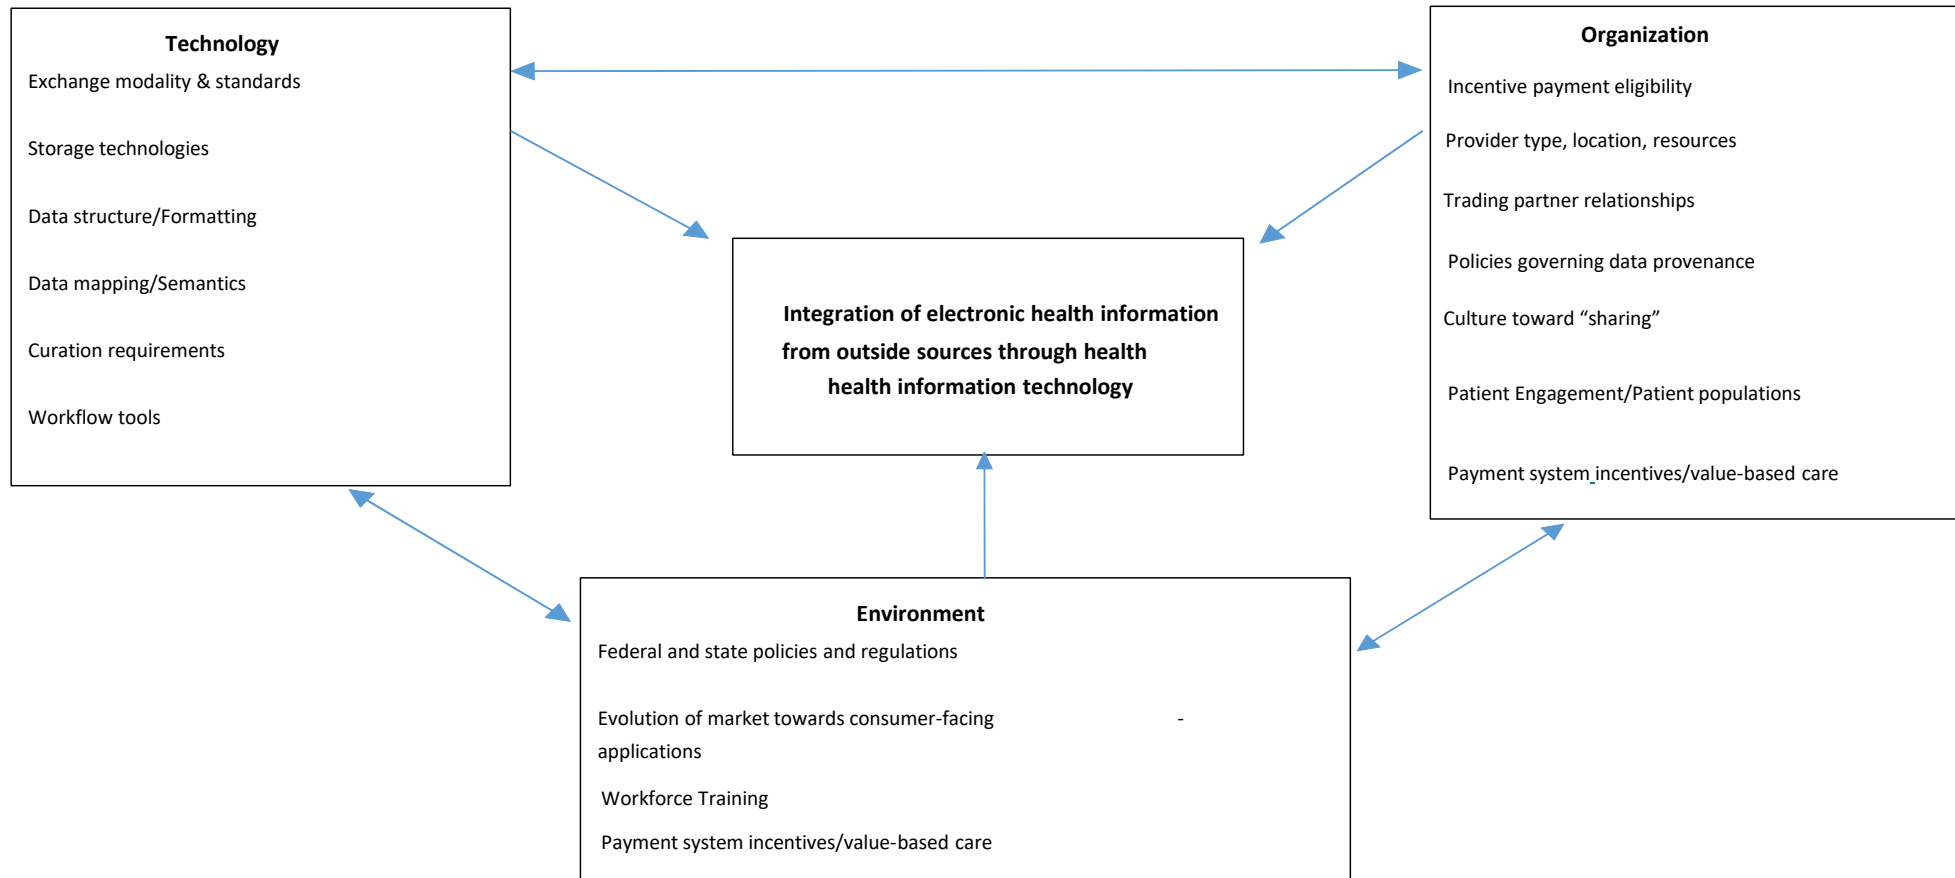 Technology
Exchange modality & standards
Storage technologies
Data structure/Formatting
Data mapping/Semantics
Curation requirements
Workflow tools
Organization
Incentive payment eligibility
Provider type, location, resources
Trading partner relationships
Policies governing data provenance
Culture toward “sharing”
Patient Engagement/Patient populations
Payment system incentives/value-based care
Integration of electronic health information
from outside sources through health
health information technology
Environment
Federal and state policies and regulations
Evolution of market towards consumer-facing -
applications
Workforce Training
Payment system incentives/value-based care